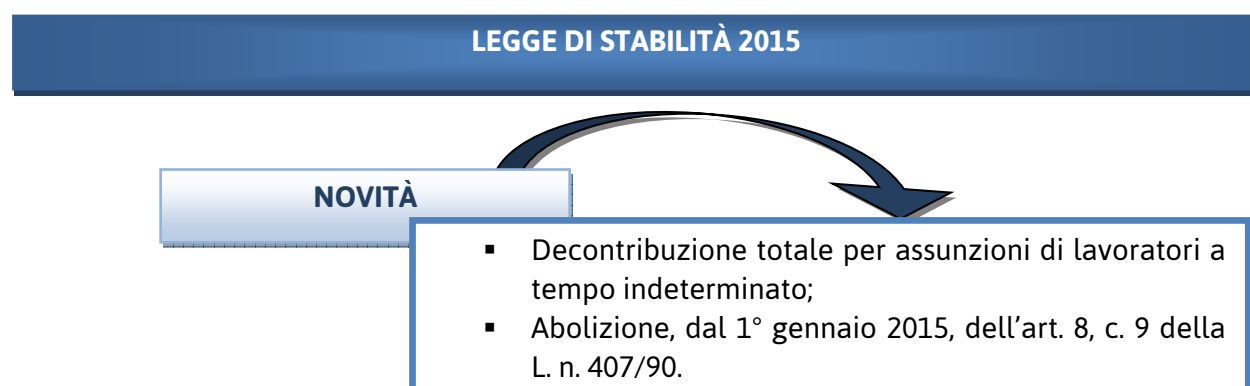 LEGGE DI STABILITÀ 2015
NOVITÀ
▪ Decontribuzione totale per assunzioni di lavoratori a
tempo indeterminato;
▪ Abolizione, dal 1° gennaio 2015, dell’art. 8, c. 9 della
L. n. 407/90.